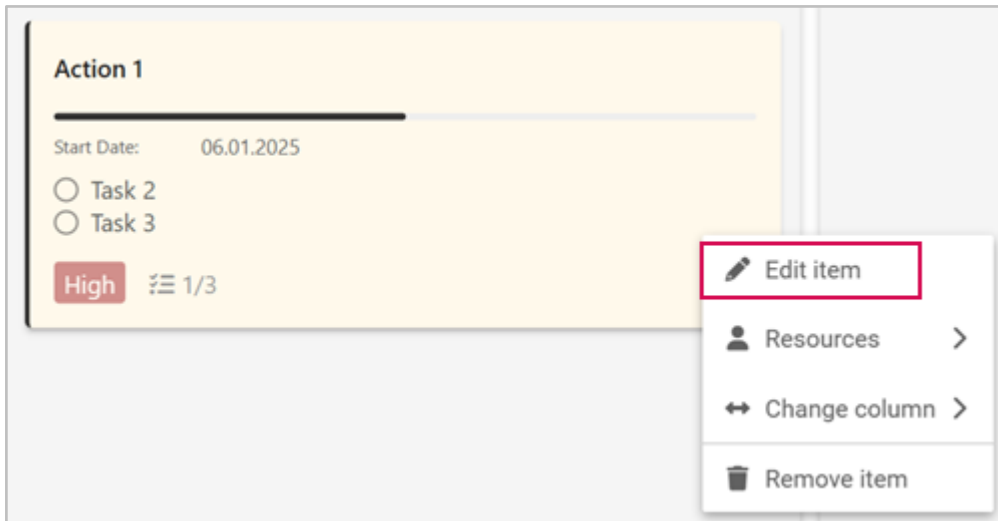 Action 1
Start Date: 06.01.2025
Task 2
Task 3
High 1/3
Edit item
Resources
Change column
Remove item